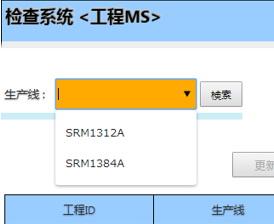 检查系统 <工程MS>
生产线 : 検索
SRM1312A
SRM1384A
更新
工程ID 生产线